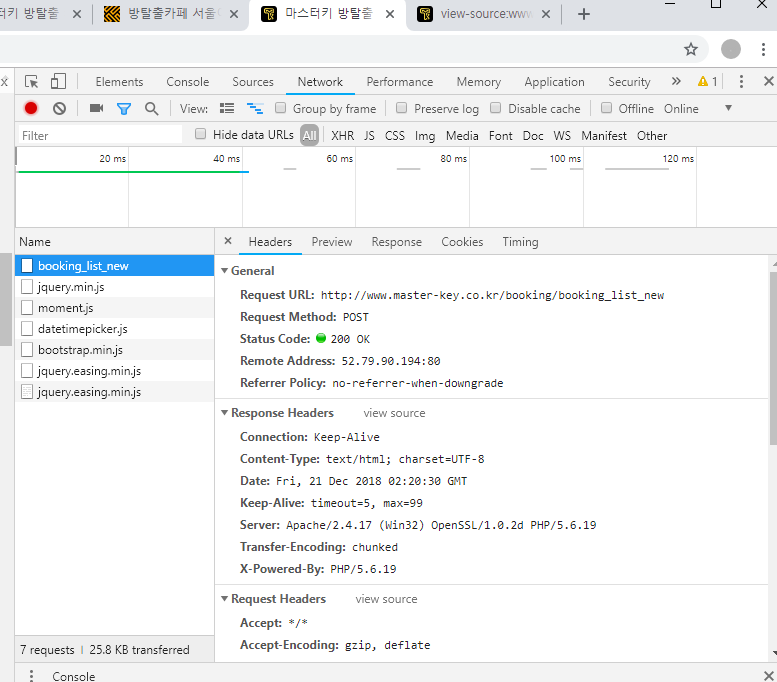 터키 방탈출
방탈출카페 서울
마스터키 방탈출
view-source:www
Elements Console Sources Network Performance Memory Application Security » 1
View: Group by frame Preserve log Disable cache Offline Online
Filter Hide data URLs All XHR JS CSS Img Media Font Doc WS Manifest Other
20 ms 40 ms 60 ms 80 ms 100 ms 120 ms
Name
booking_list_new
jquery.min.js
moment.js
datetimepicker.js
bootstrap.min.js
jquery.easing.min.js
jquery.easing.min.js
7 requests | 25.8 KB transferred
Headers Preview Response Cookies Timing
General
Request URL: http://www.master-key.co.kr/booking/booking_list_new
Request Method: POST
Status Code: 200 OK
Remote Address: 52.79.90.194:80
Referrer Policy: no-referrer-when-downgrade
Response Headers view source
Connection: Keep-Alive
Content-Type: text/html; charset=UTF-8
Date: Fri, 21 Dec 2018 02:20:30 GMT
Keep-Alive: timeout=5, max=99
Server: Apache/2.4.17 (Win32) OpenSSL/1.0.2d PHP/5.6.19
Transfer-Encoding: chunked
X-Powered-By: PHP/5.6.19
Request Headers view source
Accept: */*
Accept-Encoding: gzip, deflate
Console